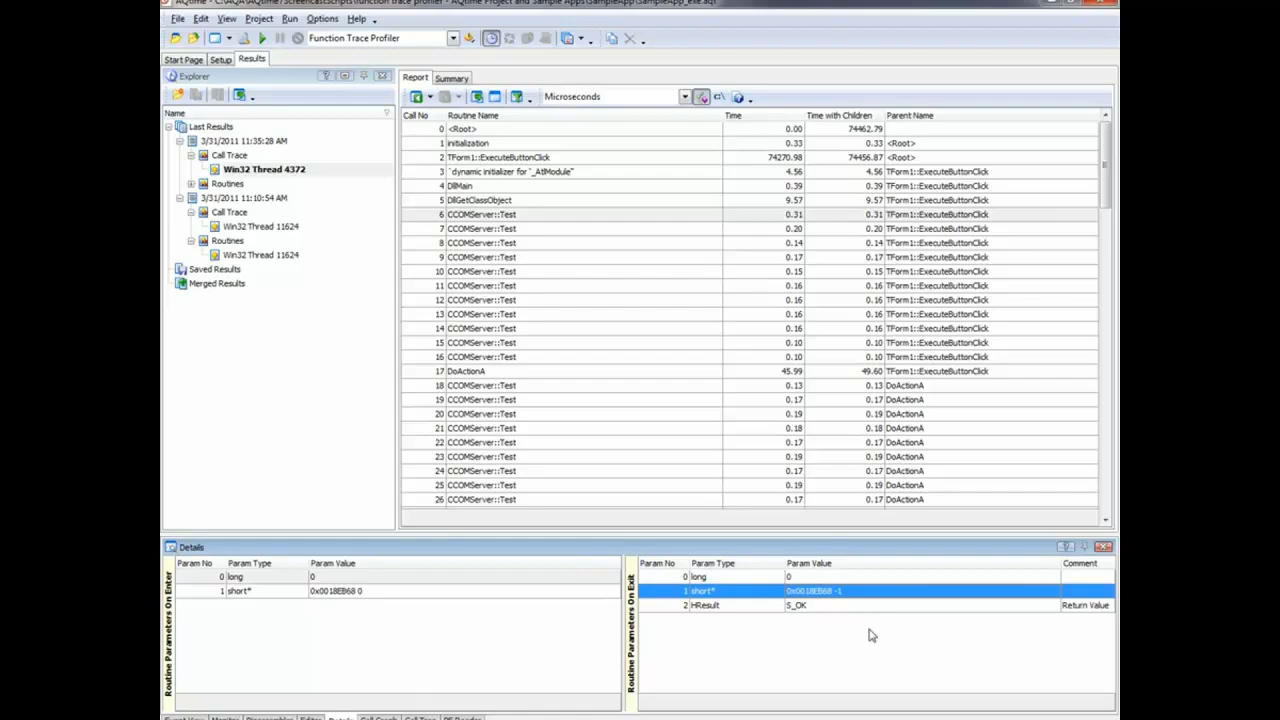 AQtime7\ScreencastScripts\function trace profiler - AQtime Project and Sample Apps\SampleApp\SampleApp_exe.aqt
File Edit View Project Run Options Help
Function Trace Profiler
Start Page Setup Results
Explorer
Name
Last Results
3/31/2011 11:35:28 AM
Call Trace
Win32 Thread 4372
Routines
3/31/2011 11:10:54 AM
Call Trace
Win32 Thread 11624
Routines
Win32 Thread 11624
Saved Results
Merged Results
Report Summary
Microseconds
Call No Routine Name Time Time with Children Parent Name
0 <Root> 0.00 74462.79
1 initialization 0.33 0.33 <Root>
2 TForm1::ExecuteButtonClick 74270.98 74456.87 <Root>
3 `dynamic initializer for '_AtlModule'' 4.56 4.56 TForm1::ExecuteButtonClick
4 DllMain 0.39 0.39 TForm1::ExecuteButtonClick
5 DllGetClassObject 9.57 9.57 TForm1::ExecuteButtonClick
6 CCOMServer::Test 0.31 0.31 TForm1::ExecuteButtonClick
7 CCOMServer::Test 0.20 0.20 TForm1::ExecuteButtonClick
8 CCOMServer::Test 0.14 0.14 TForm1::ExecuteButtonClick
9 CCOMServer::Test 0.17 0.17 TForm1::ExecuteButtonClick
10 CCOMServer::Test 0.15 0.15 TForm1::ExecuteButtonClick
11 CCOMServer::Test 0.16 0.16 TForm1::ExecuteButtonClick
12 CCOMServer::Test 0.16 0.16 TForm1::ExecuteButtonClick
13 CCOMServer::Test 0.16 0.16 TForm1::ExecuteButtonClick
14 CCOMServer::Test 0.16 0.16 TForm1::ExecuteButtonClick
15 CCOMServer::Test 0.10 0.10 TForm1::ExecuteButtonClick
16 CCOMServer::Test 0.10 0.10 TForm1::ExecuteButtonClick
17 DoActionA 45.99 49.60 TForm1::ExecuteButtonClick
18 CCOMServer::Test 0.13 0.13 DoActionA
19 CCOMServer::Test 0.17 0.17 DoActionA
20 CCOMServer::Test 0.19 0.19 DoActionA
21 CCOMServer::Test 0.18 0.18 DoActionA
22 CCOMServer::Test 0.17 0.17 DoActionA
23 CCOMServer::Test 0.19 0.19 DoActionA
24 CCOMServer::Test 0.17 0.17 DoActionA
25 CCOMServer::Test 0.19 0.19 DoActionA
26 CCOMServer::Test 0.17 0.17 DoActionA
Details
Routine Parameters On Enter
Param No Param Type Param Value
0 long 0
1 short* 0x0018EB68 0
Routine Parameters On Exit
Param No Param Type Param Value Comment
0 long 0
1 short* 0x0018EB68 -1
2 HResult S_OK Return Value
Event View Monitor Disassembler Editor Details Call Graph Call Tree PE Reader